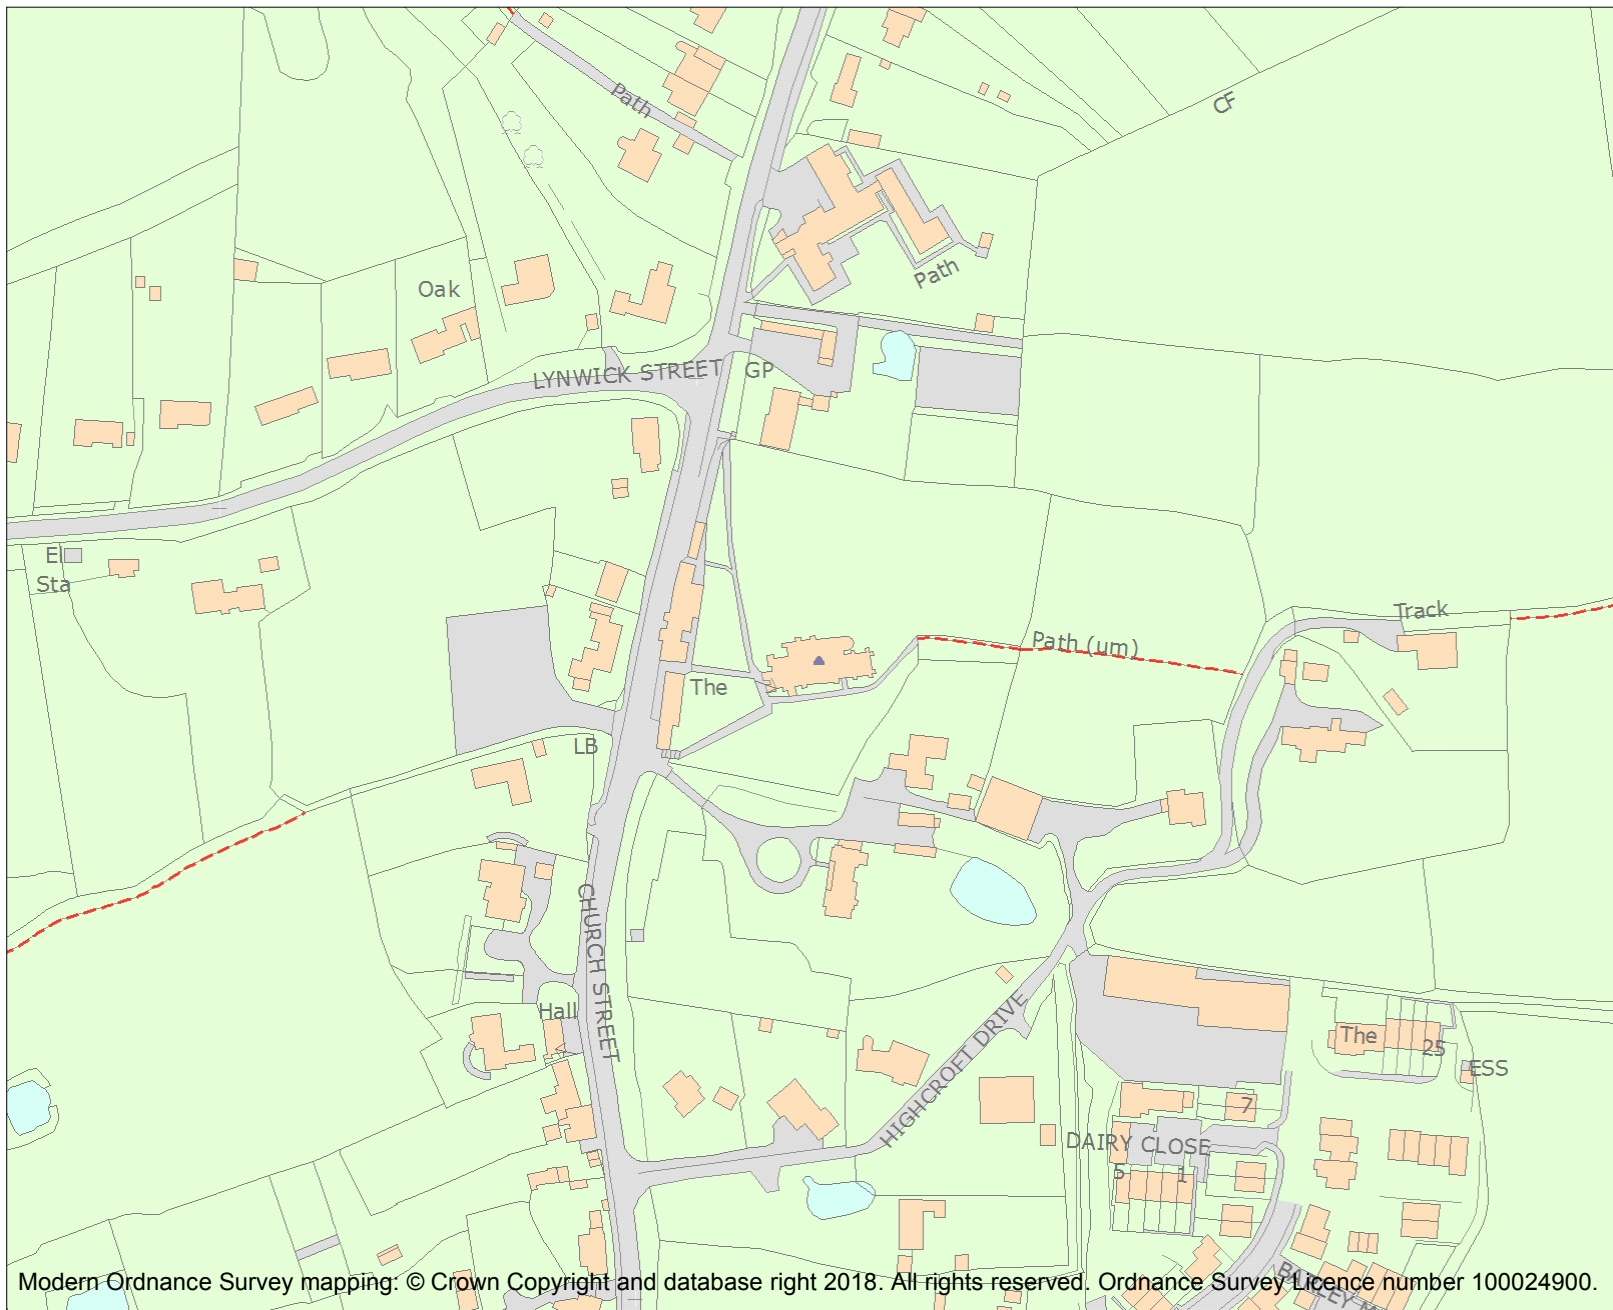 Path
CF
Path
Oak
LYNWICK STREET
GP
El
Sta
Track
Path (um)
The
LB
CHURCH STREET
Hall
HIGHCROFT DRIVE
The
25
ESS
7
DAIRY CLOSE
5
1
BARLEY
Modern Ordnance Survey mapping: © Crown Copyright and database right 2018. All rights reserved. Ordnance Survey Licence number 100024900.